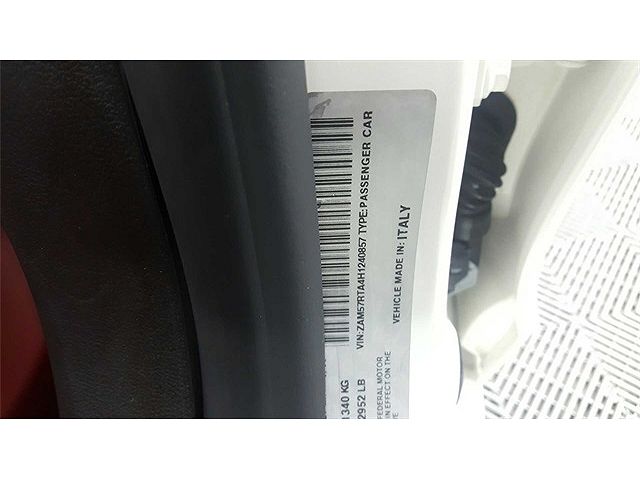 1340 KG
2952 LB
VIN:ZAM57RTA4H1240857 TYPE:PASSENGER CAR
FEDERAL MOTOR
IN EFFECT ON THE
VEHICLE MADE IN: ITALY